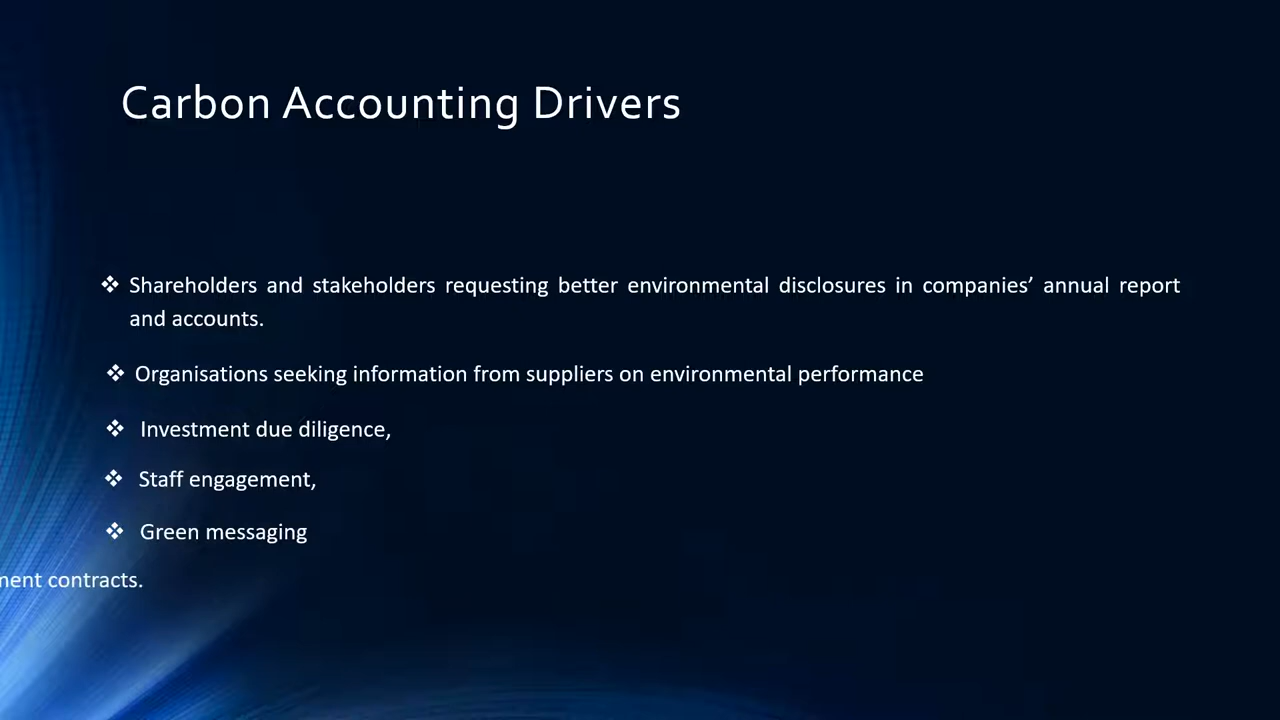 Carbon Accounting Drivers
❖ Shareholders and stakeholders requesting better environmental disclosures in companies’ annual report
and accounts.
❖ Organisations seeking information from suppliers on environmental performance
❖ Investment due diligence,
❖ Staff engagement,
❖ Green messaging
contracts.